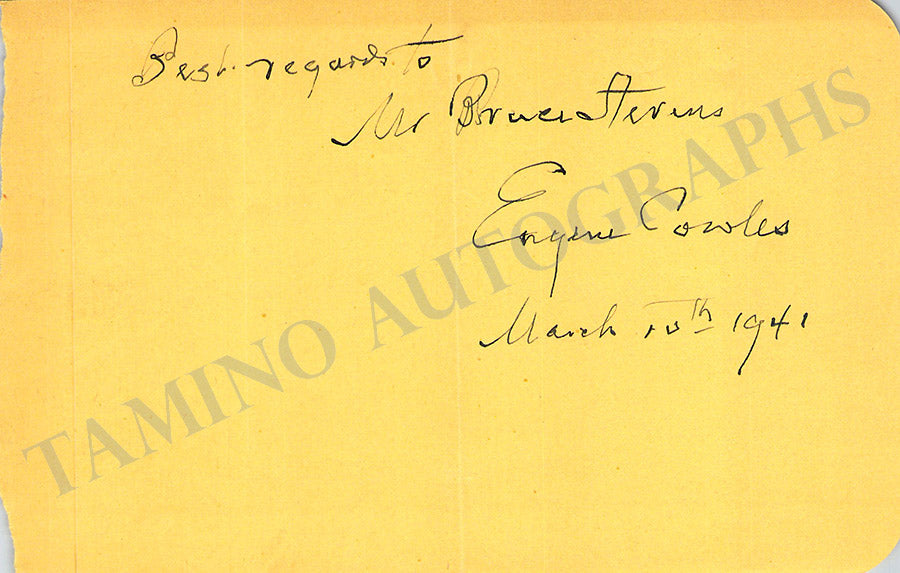 Best regards to
Mr Bruce Stevens
Eugene Cowles
March 10th 1941
TAMINO AUTOGRAPHS